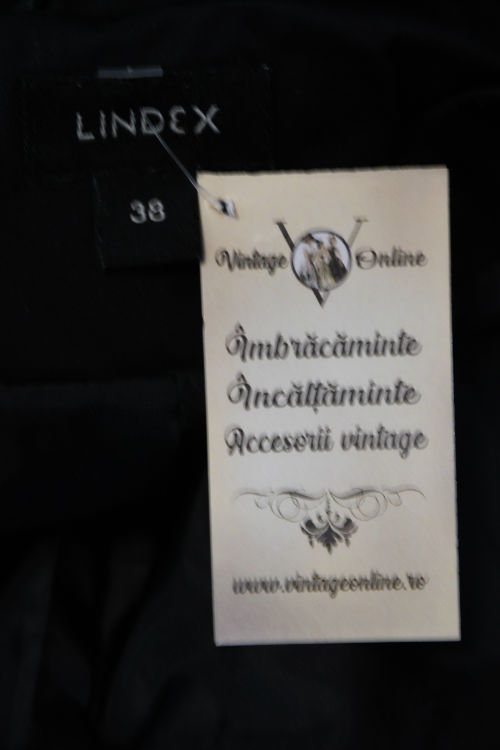 LINDEX
38
Vintage Online
Îmbrăcăminte
Încălțăminte
Accesorii vintage
www.vintageonline.ro